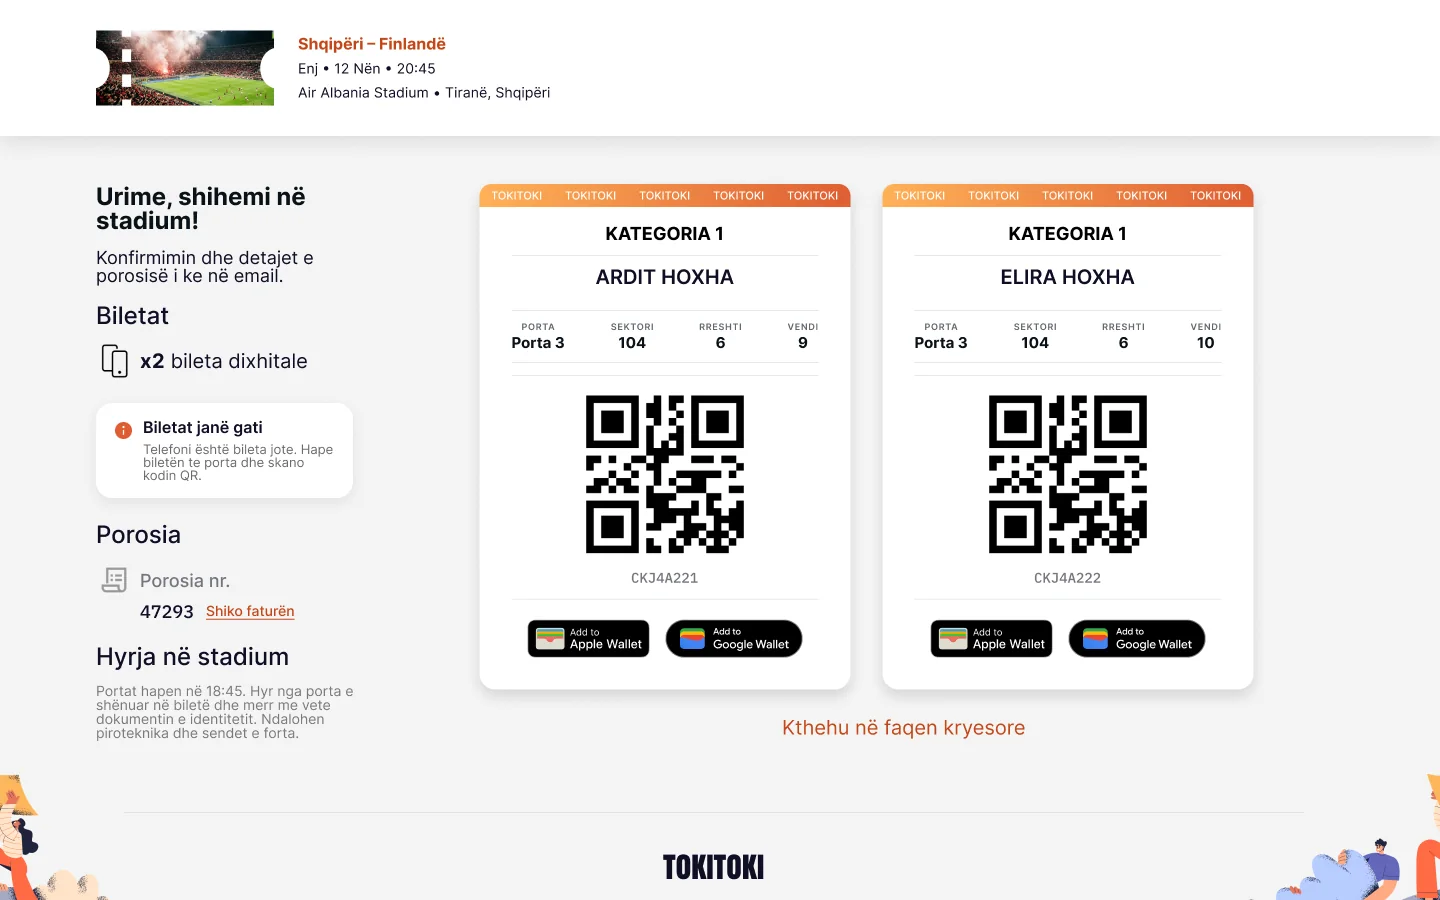 Shqipëri – Finlandë
Enj • 12 Nën • 20:45
Air Albania Stadium • Tiranë, Shqipëri
Urime, shihemi në
stadium!
Konfirmimin dhe detajet e
porosisë i ke në email.
Biletat
x2 bileta dixhitale
Biletat janë gati
Telefoni është bileta jote. Hape
biletën te porta dhe skano
kodin QR.
Porosia
Porosia nr.
47293 Shiko faturën
Hyrja në stadium
Portat hapen në 18:45. Hyr nga porta e
shënuar në biletë dhe merr me vete
dokumentin e identitetit. Ndalohen
piroteknika dhe sendet e forta.
TOKITOKI TOKITOKI TOKITOKI TOKITOKI TOKITOKI
KATEGORIA 1
ARDIT HOXHA
PORTA SEKTORI RRESHTI VENDI
Porta 3 104 6 9
CKJ4A221
Add to
Apple Wallet
Add to
Google Wallet
TOKITOKI TOKITOKI TOKITOKI TOKITOKI TOKITOKI
KATEGORIA 1
ELIRA HOXHA
PORTA SEKTORI RRESHTI VENDI
Porta 3 104 6 10
CKJ4A222
Add to
Apple Wallet
Add to
Google Wallet
Kthehu në faqen kryesore
TOKITOKI